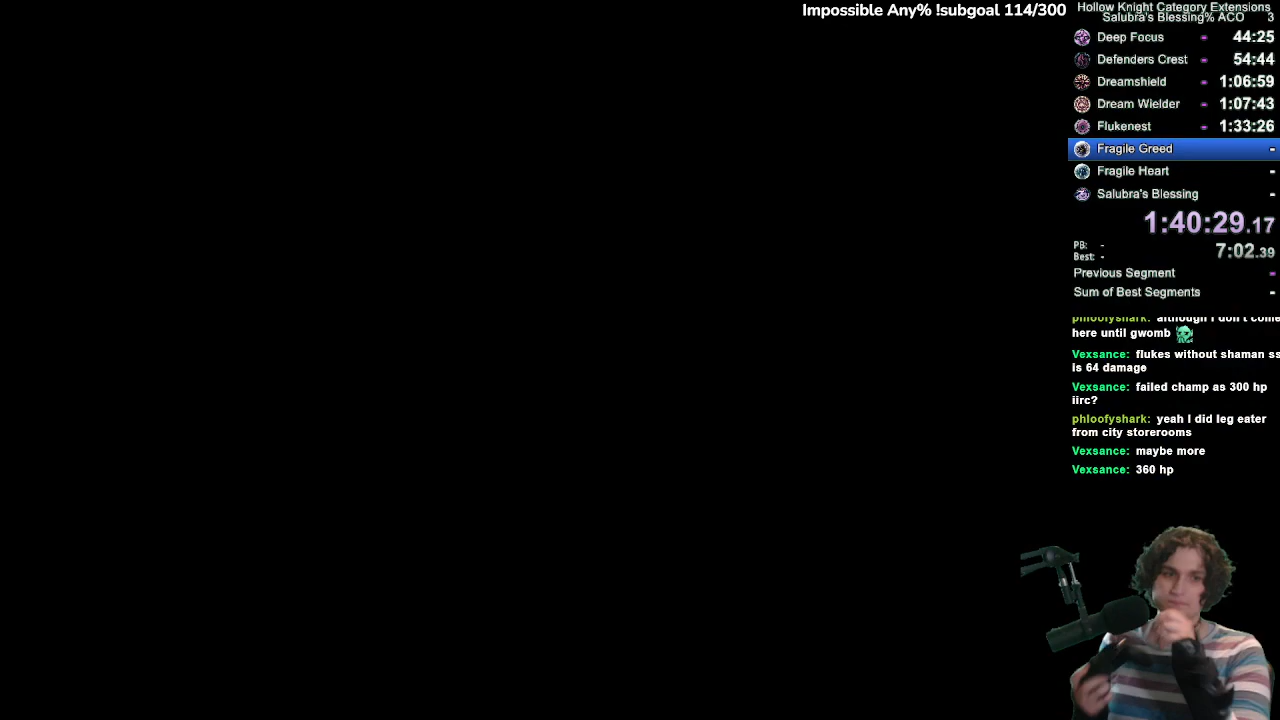 Impossible Any% !subgoal 114/300
Hollow Knight Category Extensions
Salubra's Blessing% ACO 3
Deep Focus - 44:25
Defenders Crest - 54:44
Dreamshield - 1:06:59
Dream Wielder - 1:07:43
Flukenest - 1:33:26
Fragile Greed -
Fragile Heart -
Salubra's Blessing -
1:40:29.17
PB: -
Best: -
7:02.39
Previous Segment -
Sum of Best Segments -
phloofyshark: although I don't come
here until gwomb
Vexsance: flukes without shaman ss
is 64 damage
Vexsance: failed champ as 300 hp
iirc?
phloofyshark: yeah I did leg eater
from city storerooms
Vexsance: maybe more
Vexsance: 360 hp